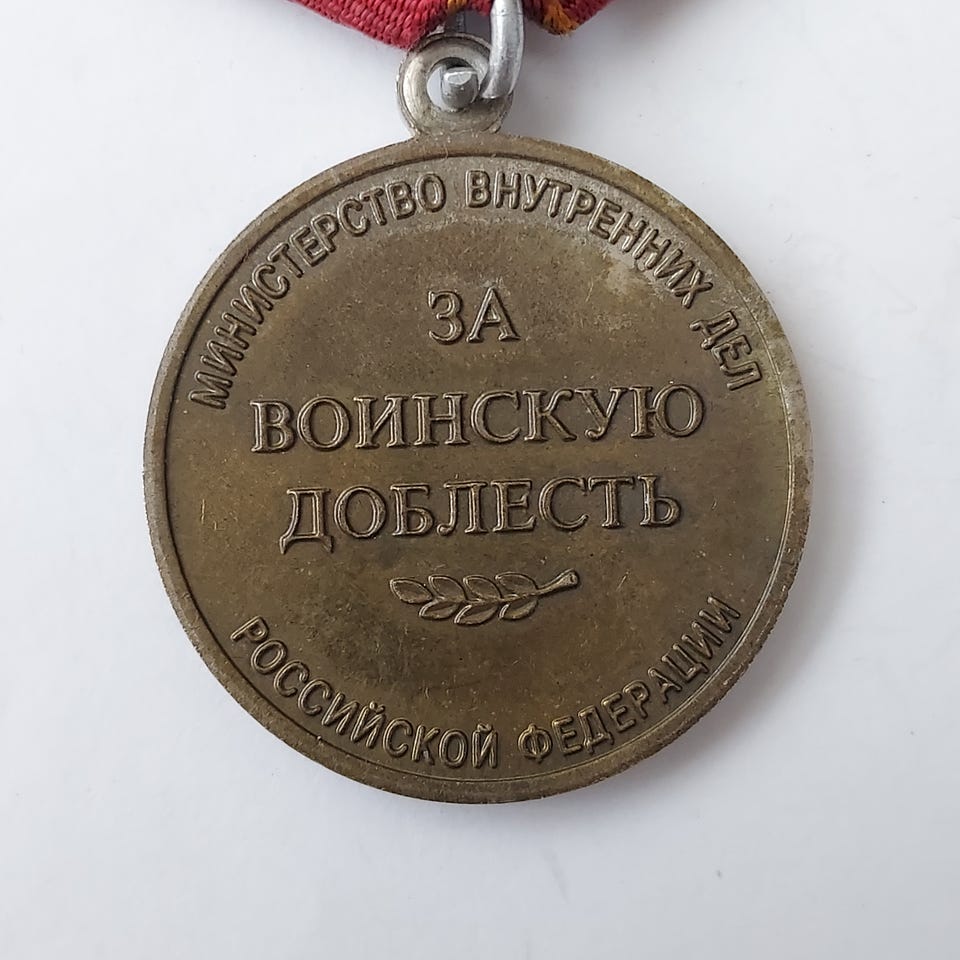 МИНИСТЕРСТВО ВНУТРЕННИХ ДЕЛ
ЗА
ВОИНСКУЮ
ДОБЛЕСТЬ
РОССИЙСКОЙ ФЕДЕРАЦИИ